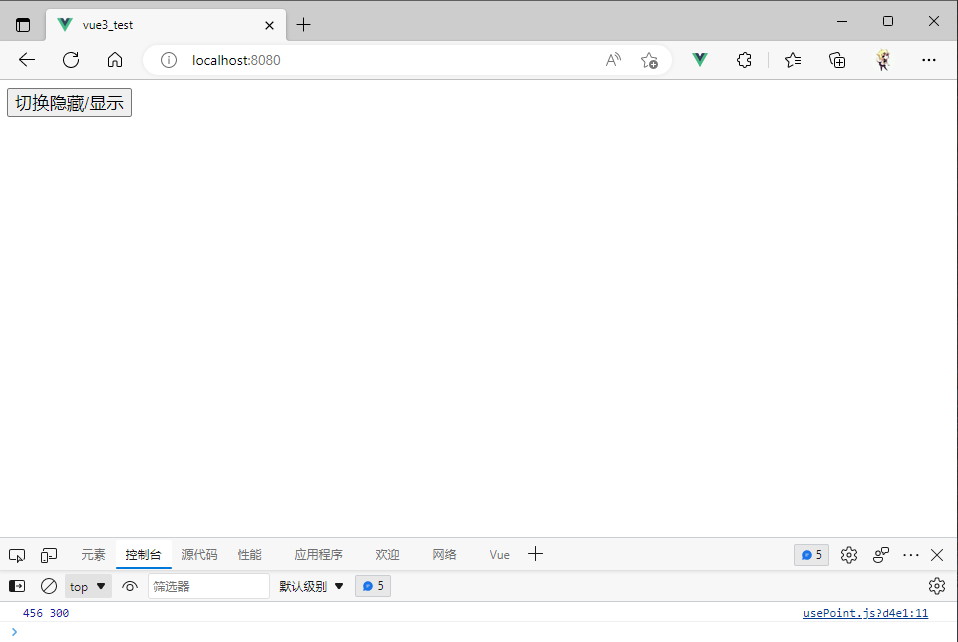 vue3_test
localhost:8080
切换隐藏/显示
元素 控制台 源代码 性能 应用程序 欢迎 网络 Vue 5
top 筛选器 默认级别 5
456 300 usePoint.js?d4e1:11